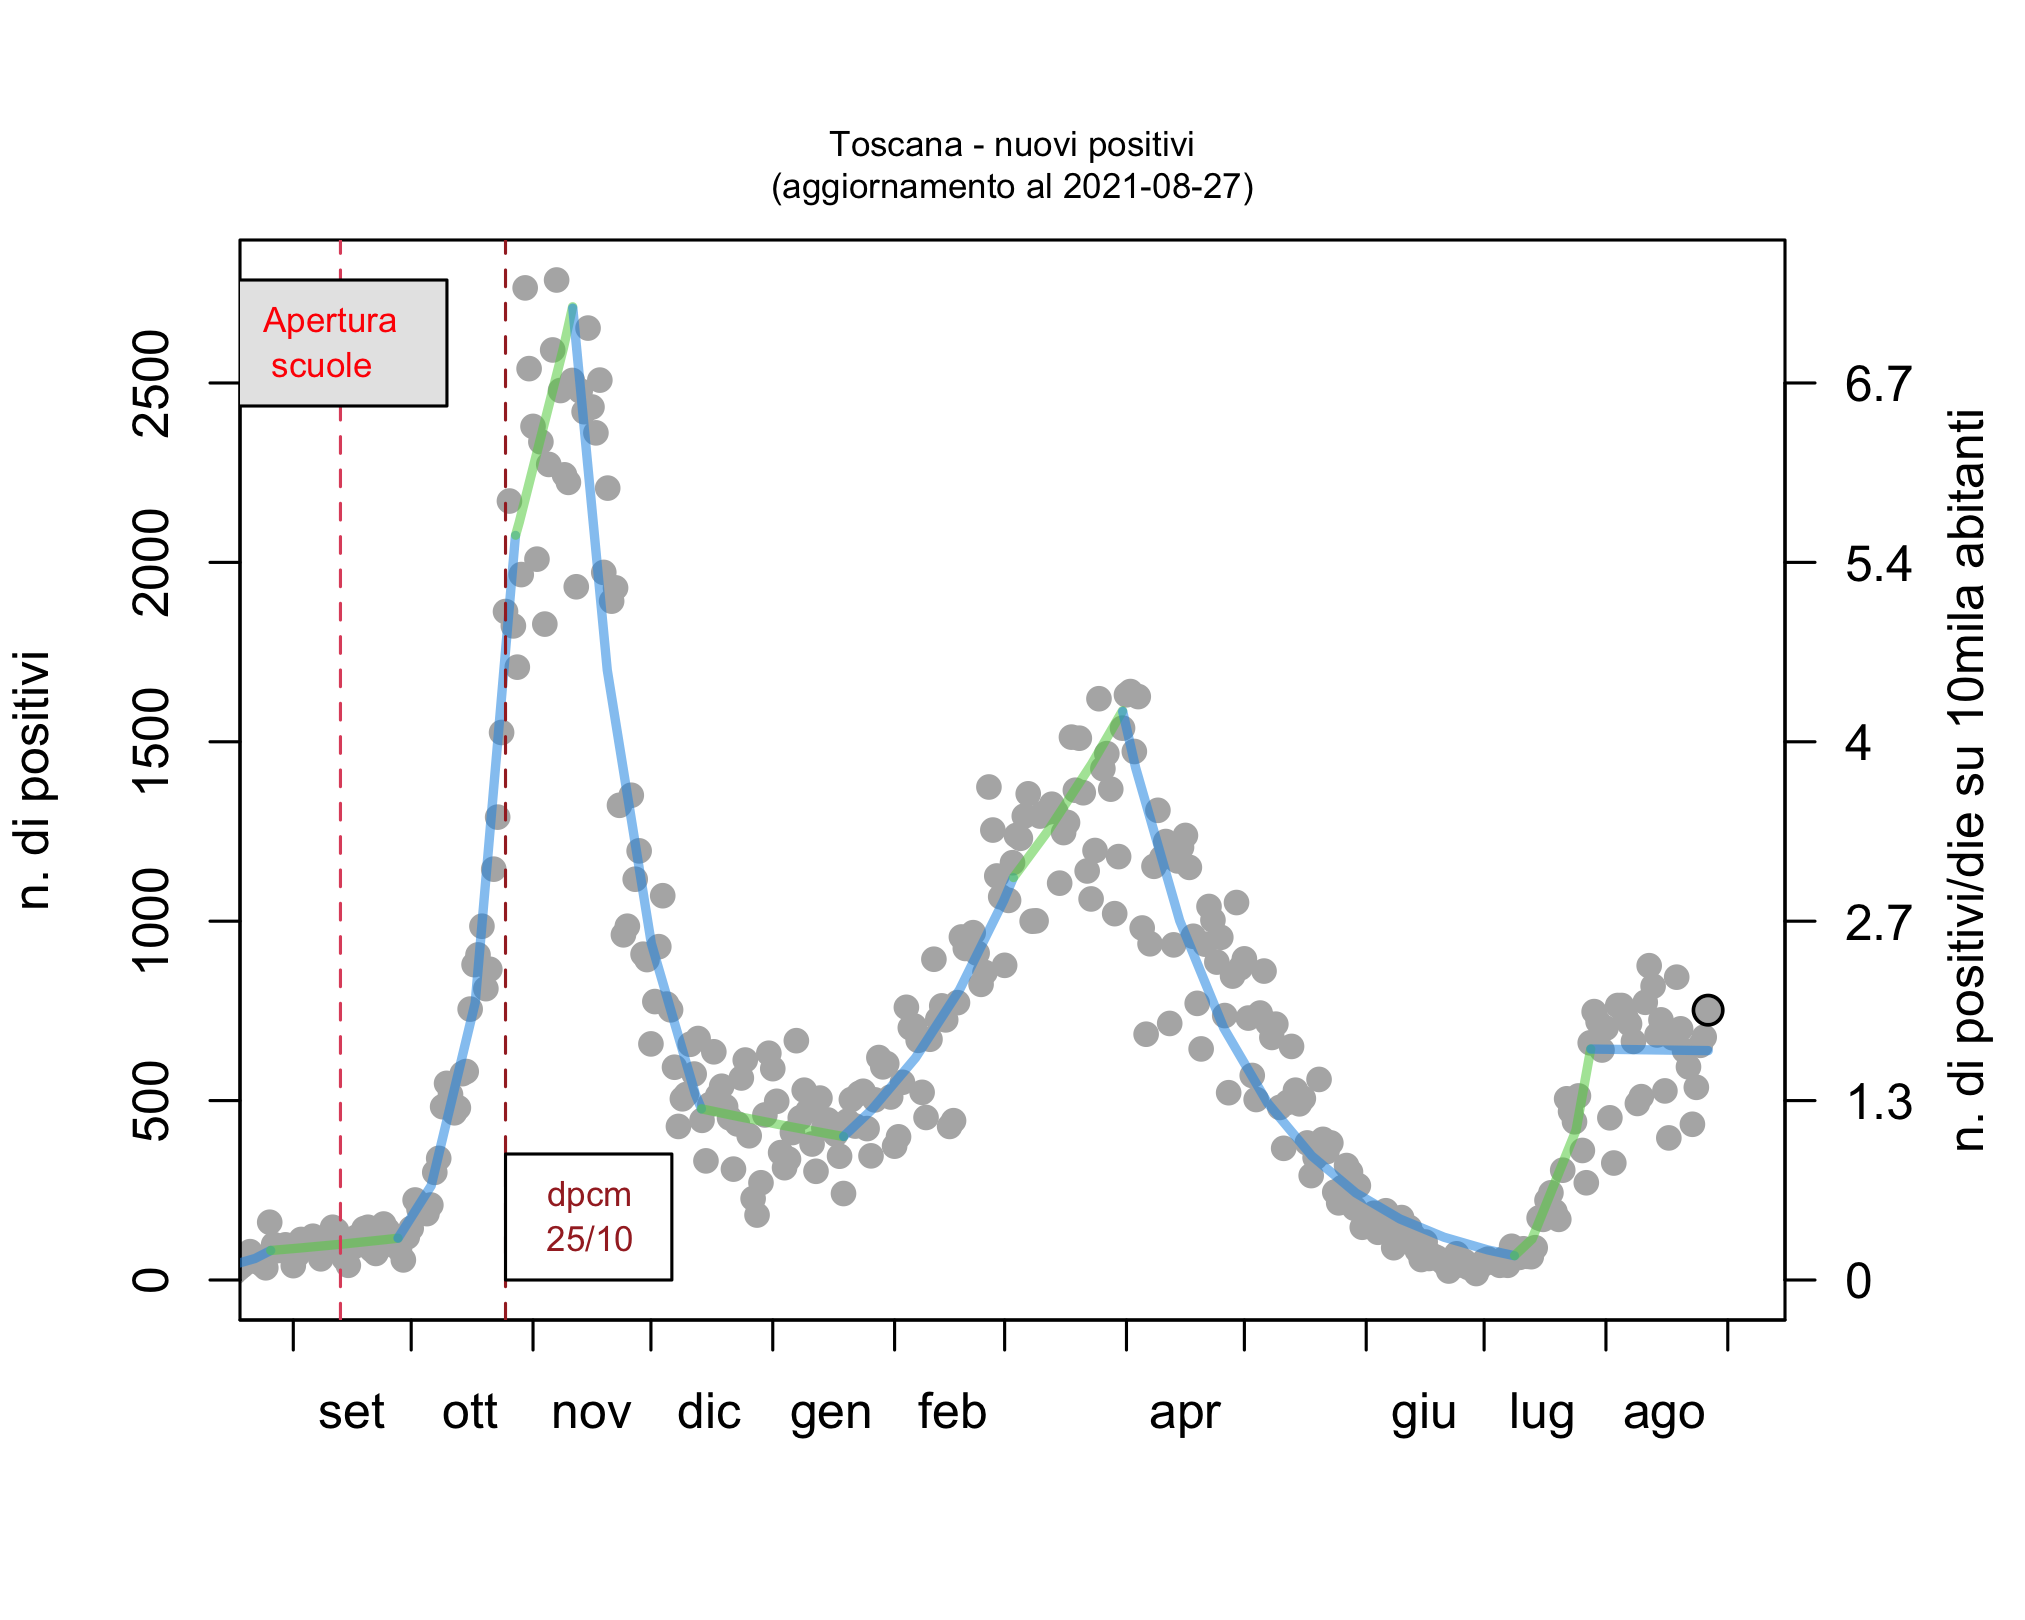 Toscana - nuovi positivi
(aggiornamento al 2021-08-27)
n. di positivi
2500
2000
1500
1000
500
0
Apertura
scuole
dpcm
25/10
6.7
5.4
4
2.7
1.3
0
n. di positivi/die su 10mila abitanti
set ott nov dic gen feb apr giu lug ago